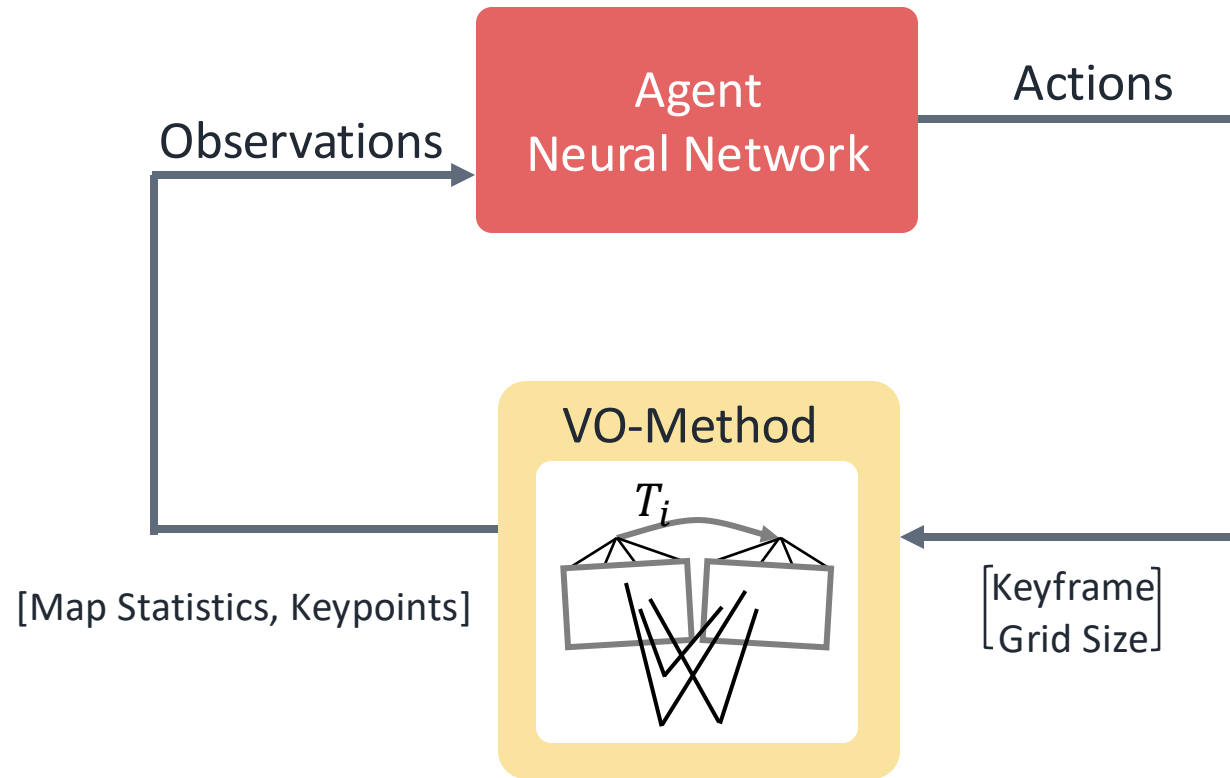 Agent
Neural Network
Actions
Observations
VO-Method
T_i
[Map Statistics, Keypoints]
[Keyframe
Grid Size]